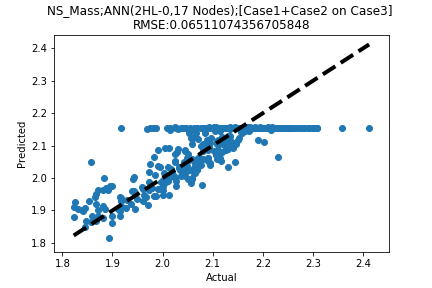 NS_Mass;ANN(2HL-0,17 Nodes);[Case1+Case2 on Case3]
RMSE:0.06511074356705848
2.4
2.3
2.2
2.1
2.0
1.9
1.8
Predicted
1.8 1.9 2.0 2.1 2.2 2.3 2.4
Actual